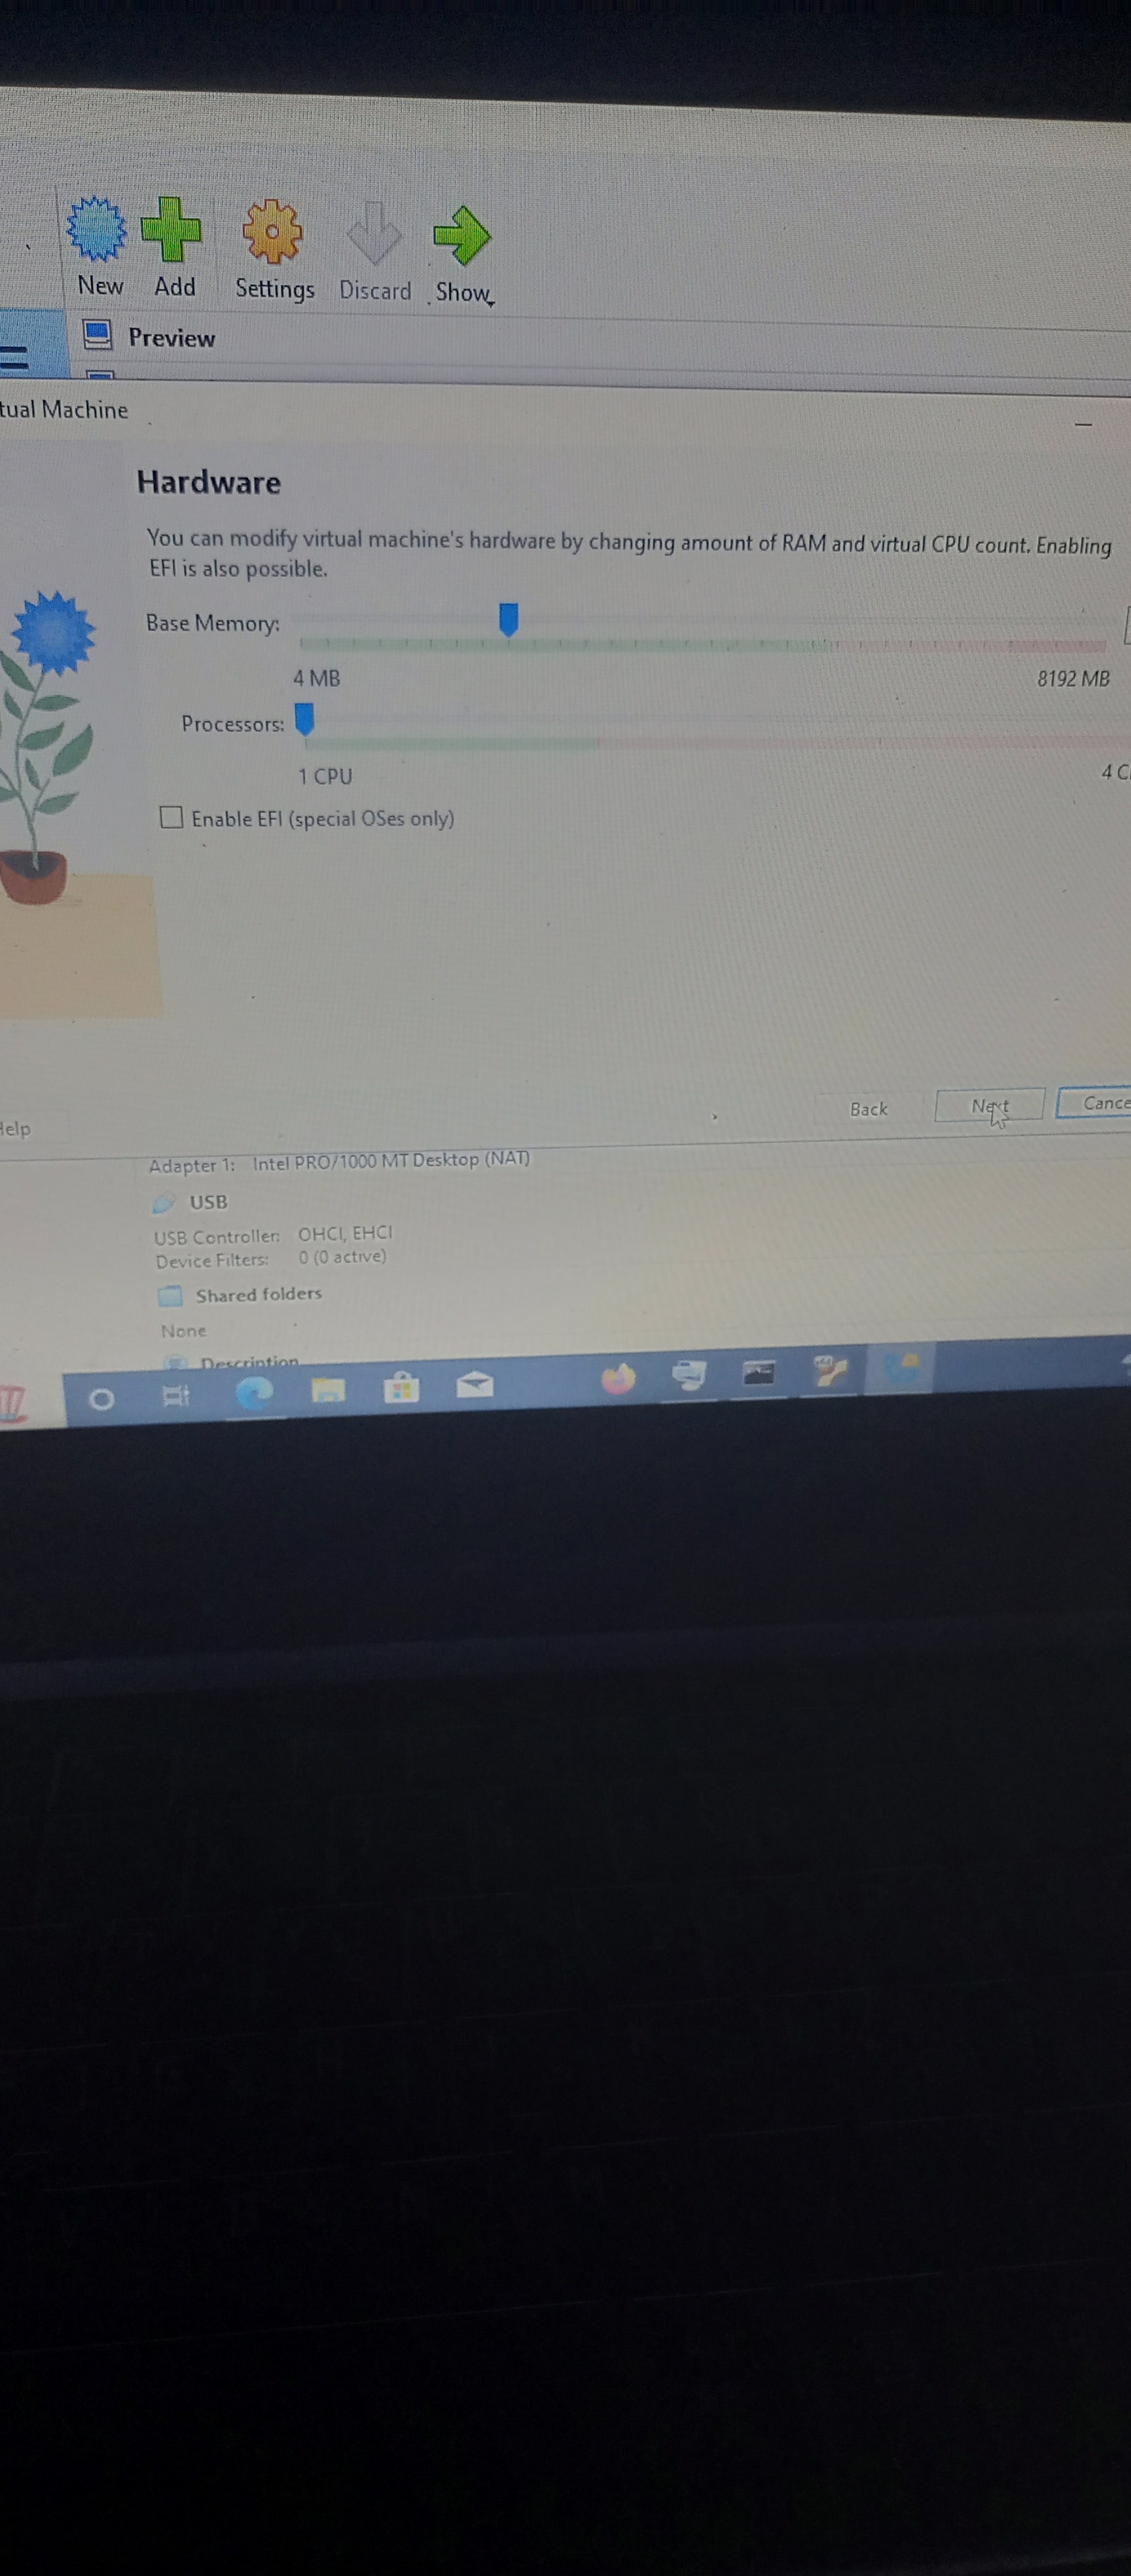 New Add Settings Discard Show
Preview
tual Machine
Hardware
You can modify virtual machine's hardware by changing amount of RAM and virtual CPU count. Enabling
EFI is also possible.
Base Memory:
4 MB 8192 MB
Processors:
1 CPU 4 C
Enable EFI (special OSes only)
Help Back Next Cance
Adapter 1: Intel PRO/1000 MT Desktop (NAT)
USB
USB Controller: OHCI, EHCI
Device Filters: 0 (0 active)
Shared folders
None
Description